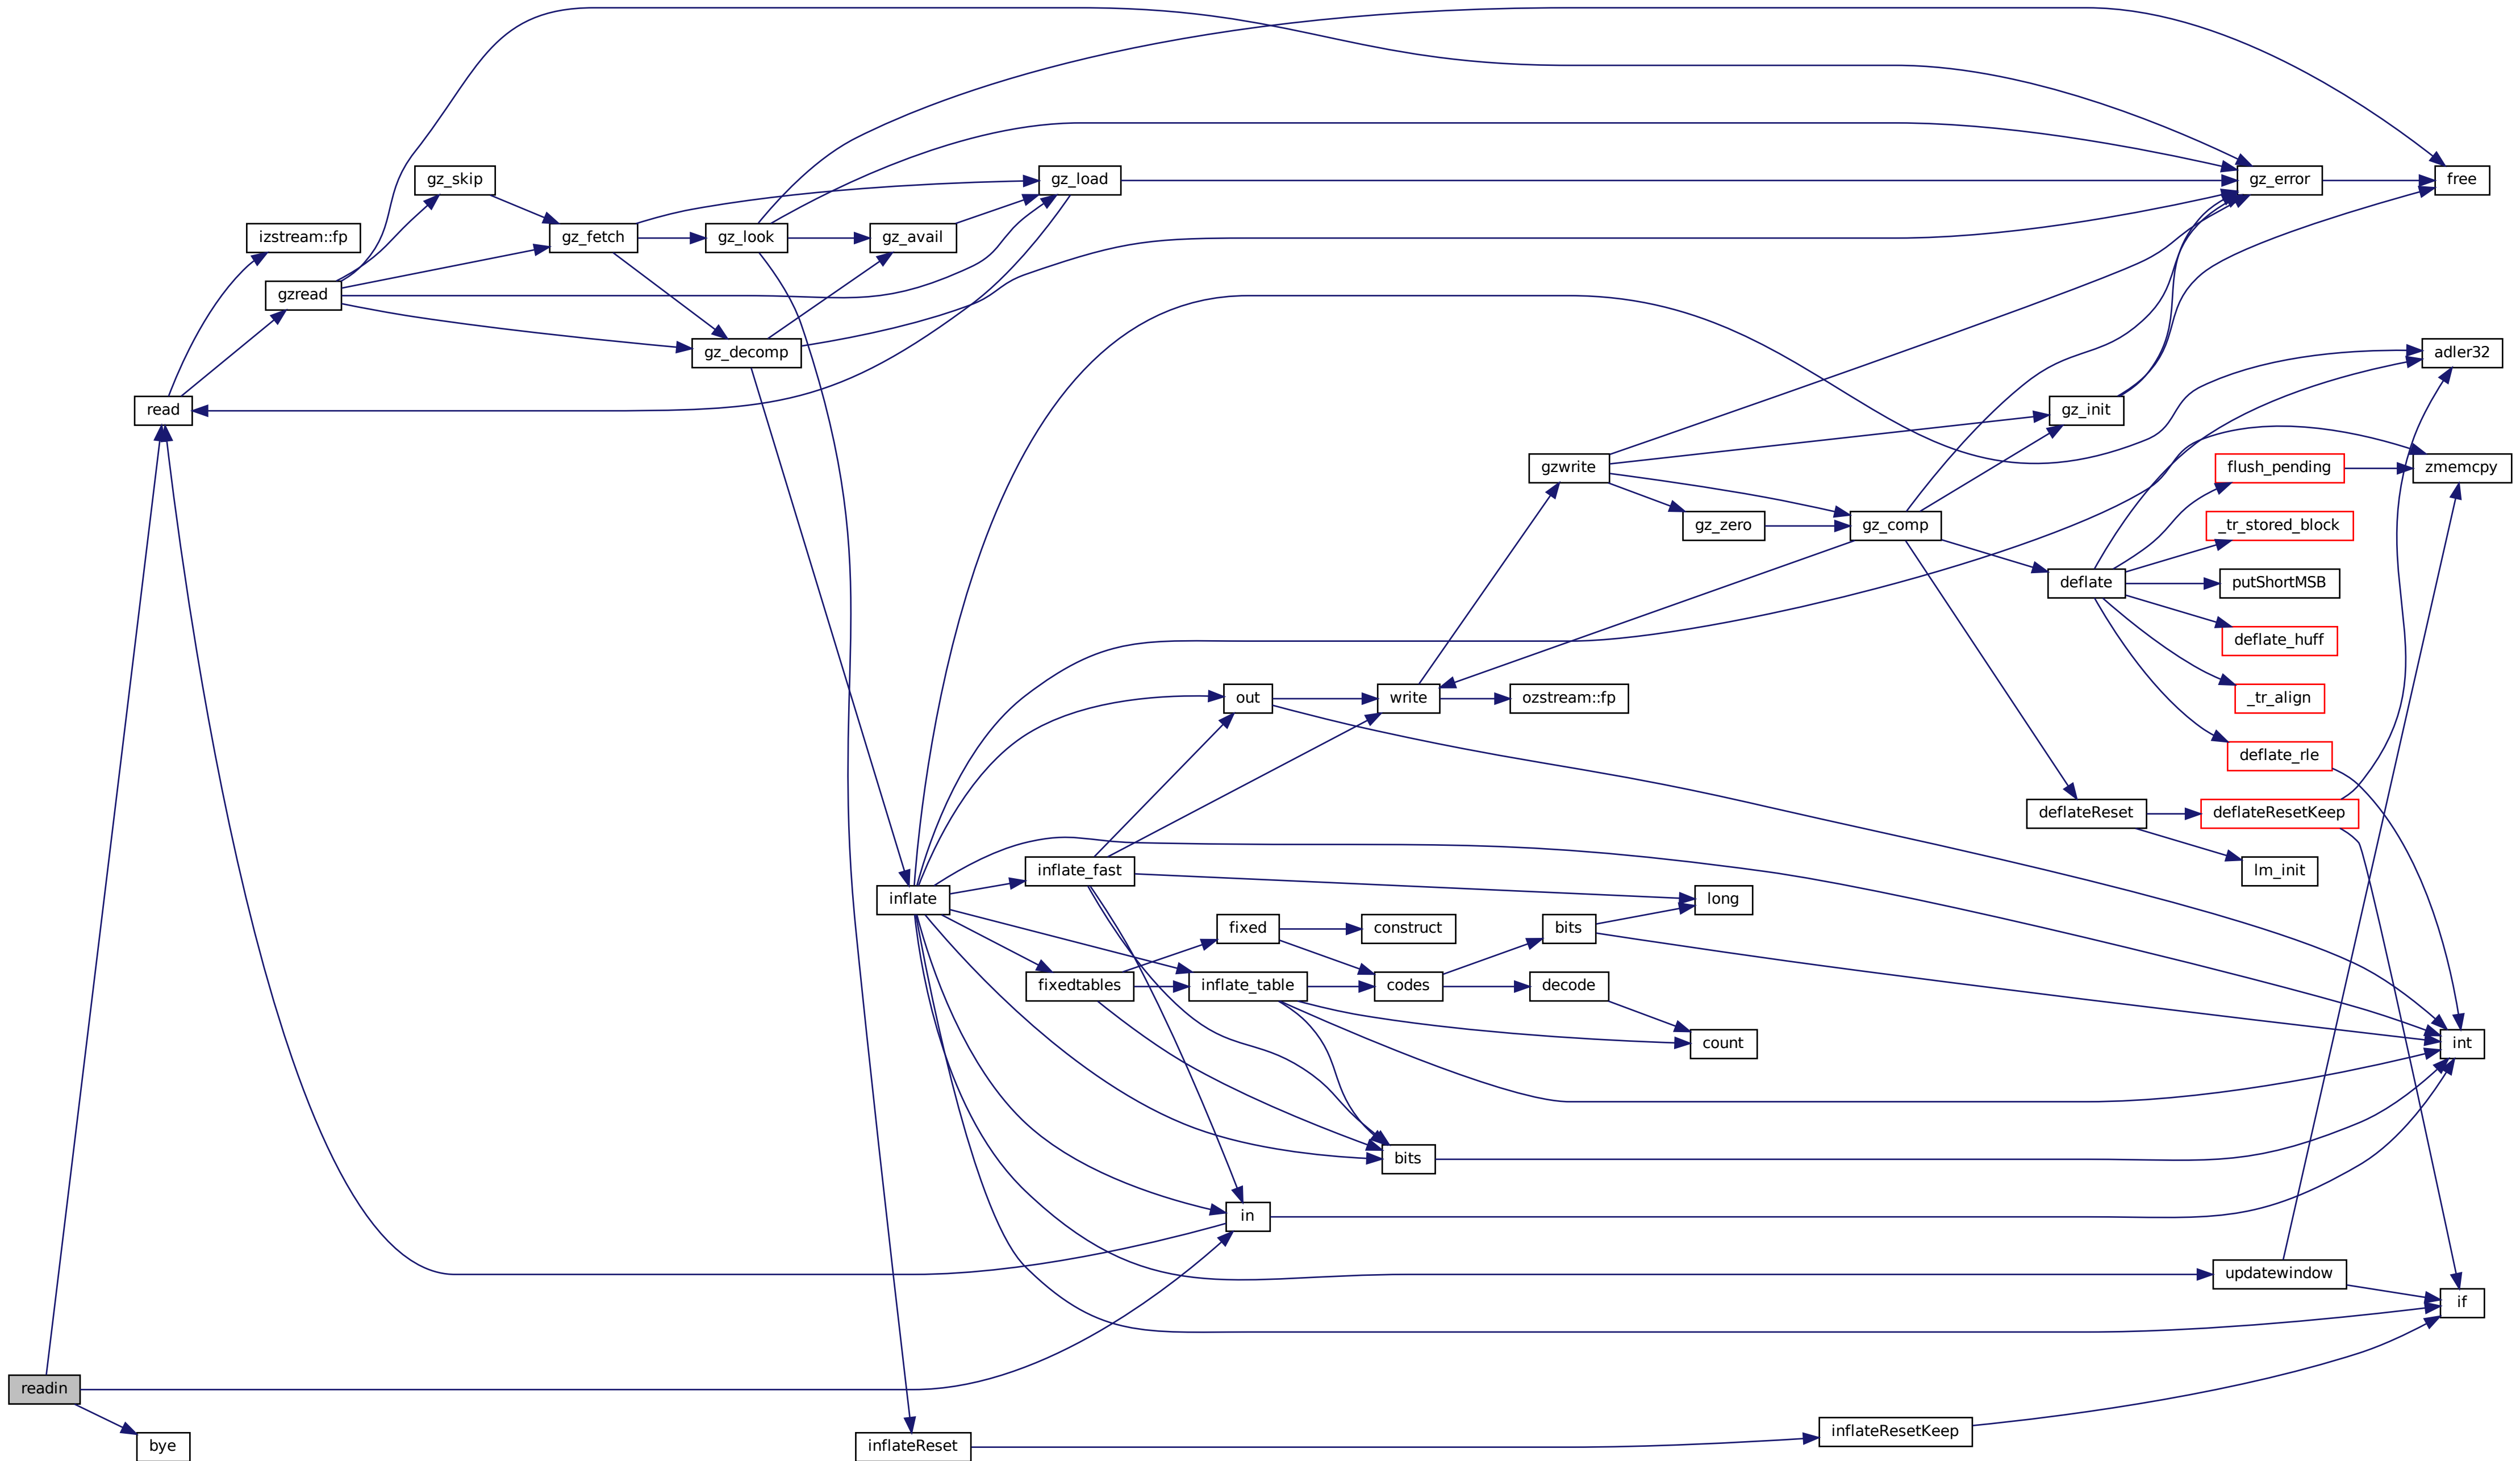 izstream::fp
gz_skip
gzread
read
gz_fetch
gz_look
gz_decomp
gz_avail
gz_load
gz_error
free
adler32
gz_init
gzwrite
flush_pending
zmemcpy
gz_zero
gz_comp
_tr_stored_block
deflate
putShortMSB
deflate_huff
out
write
ozstream::fp
_tr_align
deflate_rle
deflateReset
deflateResetKeep
inflate_fast
lm_init
inflate
long
fixed
construct
bits
fixedtables
inflate_table
codes
decode
count
int
bits
in
updatewindow
if
readin
bye
inflateReset
inflateResetKeep